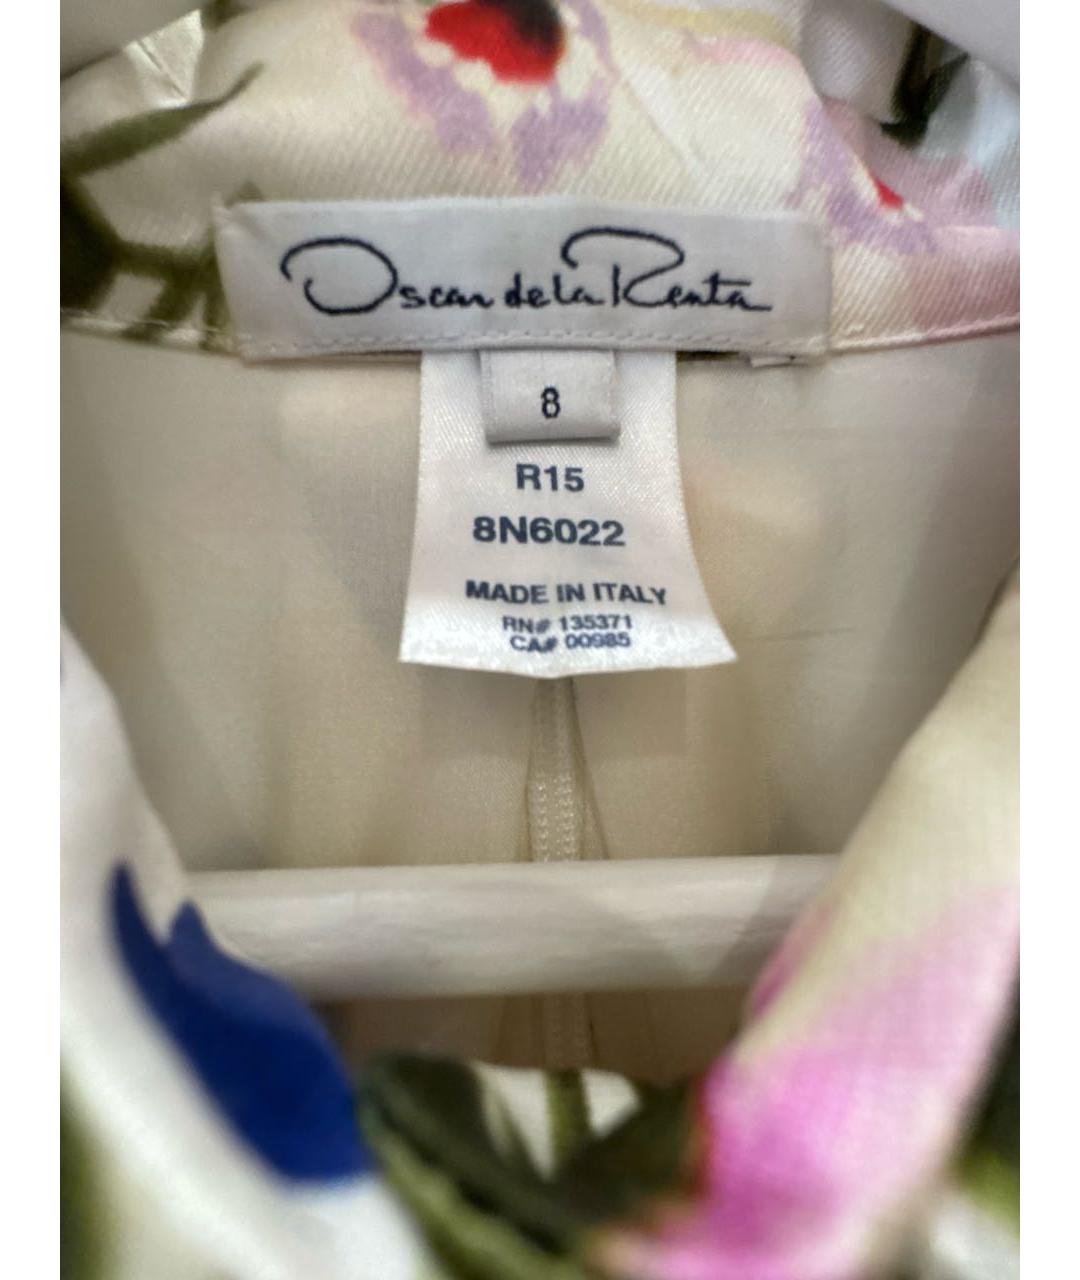 Oscar de la Renta
8
R15
8N6022
MADE IN ITALY
RN# 135371
CA# 00985